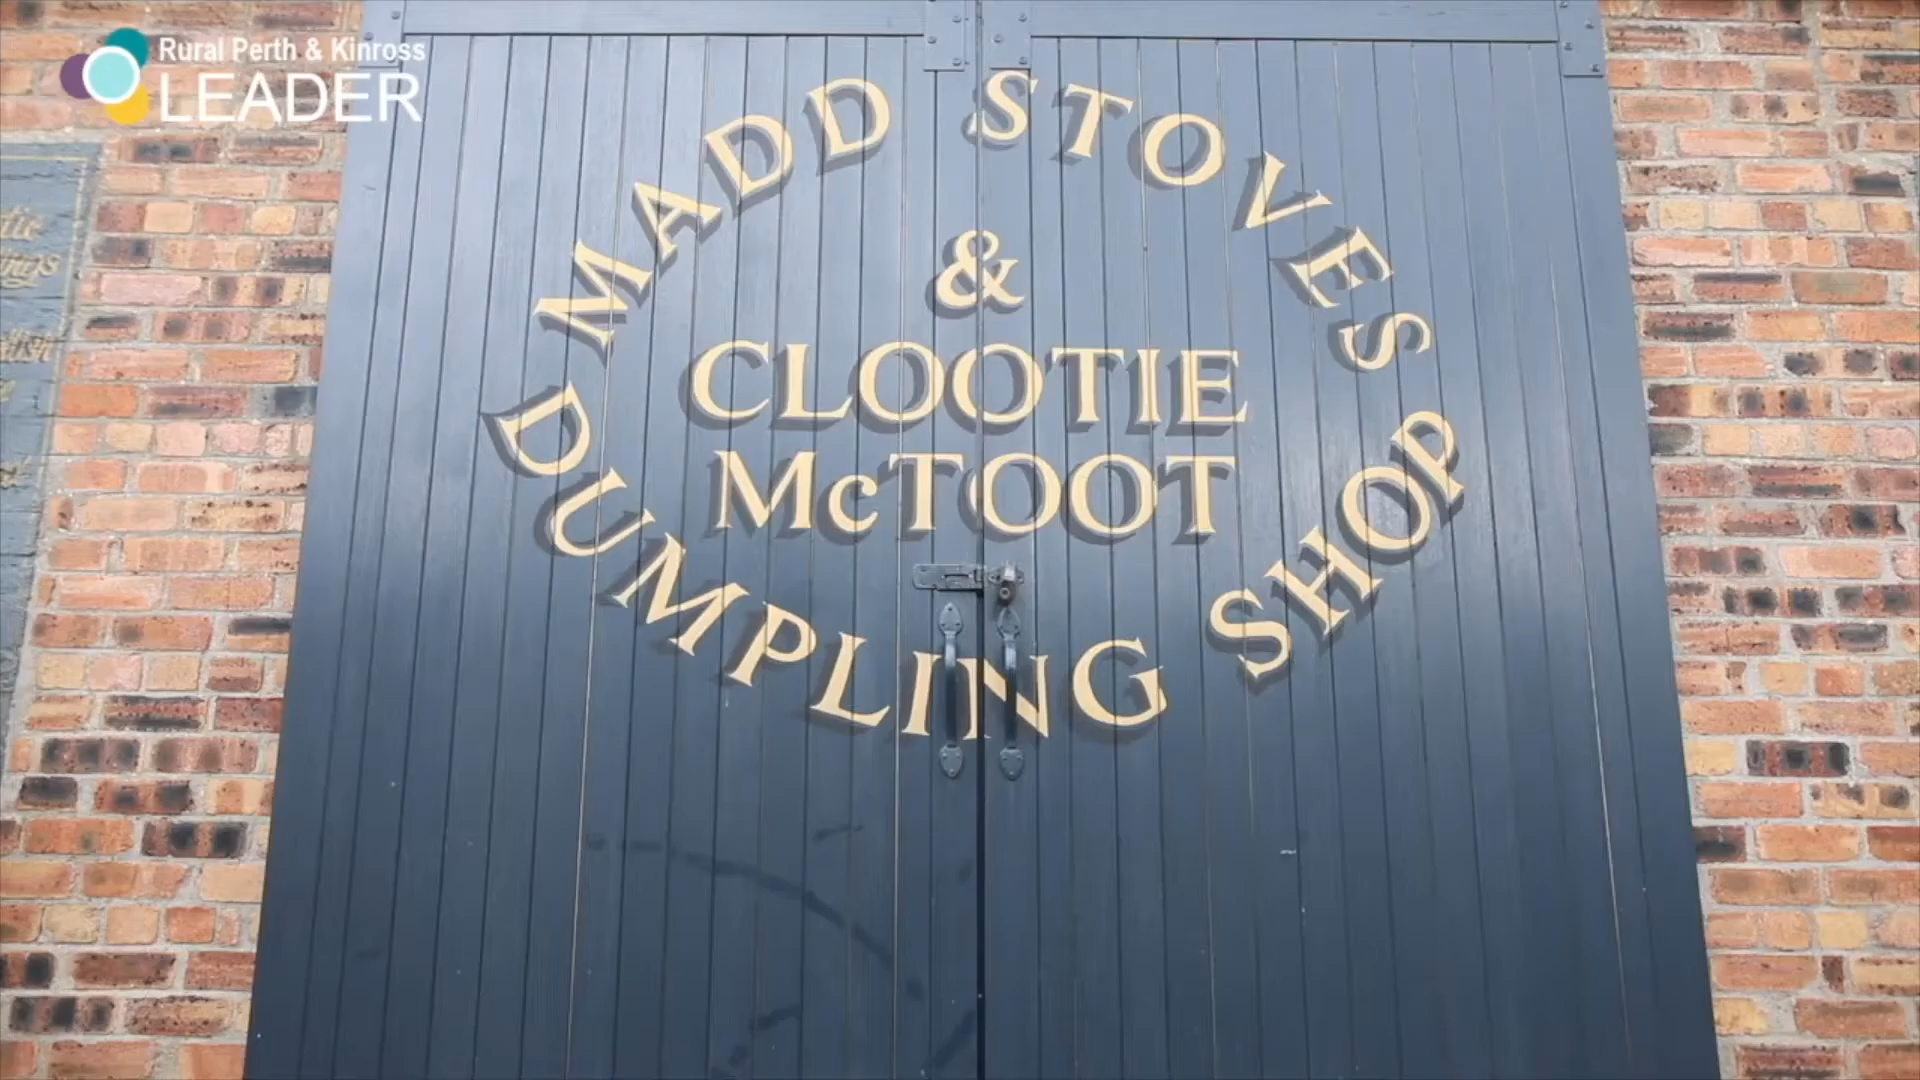 Rural Perth & Kinross
LEADER
MADD STOVES
&
CLOOTIE
McTOOT
DUMPLING SHOP